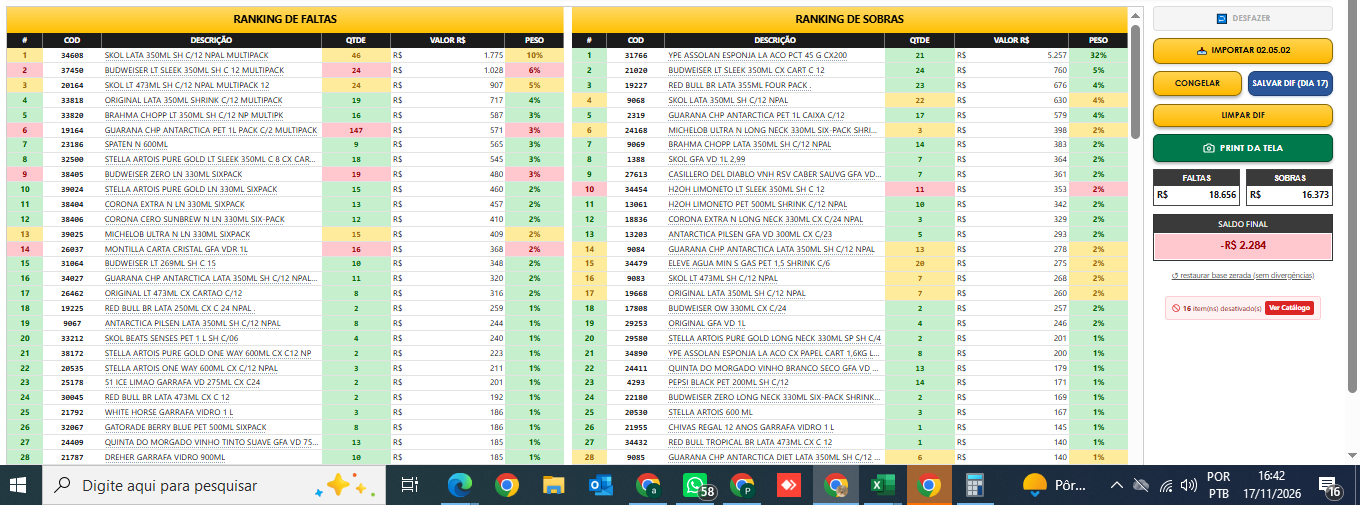 RANKING DE FALTAS
# COD DESCRIÇÃO QTDE VALOR R$ PESO
1 34608 SKOL LATA 350ML SH C/12 NPAL MULTIPACK 46 R$ 1.775 10%
2 37450 BUDWEISER LT SLEEK 350ML SH C 12 MULTIPACK 24 R$ 1.028 6%
3 20164 SKOL LT 473ML SH C/12 NPAL MULTIPACK 12 24 R$ 907 5%
4 33818 ORIGINAL LATA 350ML SHRINK C/12 MULTIPACK 19 R$ 717 4%
5 33820 BRAHMA CHOPP LT 350ML SH C/12 NP MULTIPK 16 R$ 587 3%
6 19164 GUARANA CHP ANTARCTICA PET 1L PACK C/2 MULTIPACK 147 R$ 571 3%
7 23186 SPATEN N 600ML 9 R$ 565 3%
8 32500 STELLA ARTOIS PURE GOLD LT SLEEK 350ML C 8 CX CAR... 18 R$ 545 3%
9 38405 BUDWEISER ZERO LN 330ML SIXPACK 19 R$ 480 3%
10 39024 STELLA ARTOIS PURE GOLD LN 330ML SIXPACK 15 R$ 460 2%
11 38404 CORONA EXTRA N LN 330ML SIXPACK 13 R$ 457 2%
12 38406 CORONA CERO SUNBREW N LN 330ML SIX-PACK 12 R$ 410 2%
13 39025 MICHELOB ULTRA N LN 330ML SIXPACK 15 R$ 409 2%
14 26037 MONTILLA CARTA CRISTAL GFA VDR 1L 16 R$ 368 2%
15 31064 BUDWEISER LT 269ML SH C 15 10 R$ 348 2%
16 34027 GUARANA CHP ANTARCTICA LATA 350ML SH C/12 NPAL... 11 R$ 320 2%
17 26462 ORIGINAL LT 473ML CX CARTAO C/12 8 R$ 316 2%
18 19225 RED BULL BR LATA 250ML CX C 24 NPAL. 2 R$ 259 1%
19 9067 ANTARCTICA PILSEN LATA 350ML SH C/12 NPAL 8 R$ 244 1%
20 33212 SKOL BEATS SENSES PET 1 L SH C/06 4 R$ 240 1%
21 38172 STELLA ARTOIS PURE GOLD ONE WAY 600ML CX C12 NP 2 R$ 223 1%
22 20535 STELLA ARTOIS ONE WAY 600ML CX C/12 NPAL 3 R$ 211 1%
23 25178 51 ICE LIMAO GARRAFA VD 275ML CX C24 2 R$ 201 1%
24 30045 RED BULL BR LATA 473ML CX C 12 2 R$ 192 1%
25 21792 WHITE HORSE GARRAFA VIDRO 1 L 3 R$ 186 1%
26 32067 GATORADE BERRY BLUE PET 500ML SIXPACK 8 R$ 186 1%
27 24409 QUINTA DO MORGADO VINHO TINTO SUAVE GFA VD 75... 13 R$ 185 1%
28 21787 DREHER GARRAFA VIDRO 900ML 10 R$ 185 1%
RANKING DE SOBRAS
# COD DESCRIÇÃO QTDE VALOR R$ PESO
1 31766 YPE ASSOLAN ESPONJA LA ACO PCT 45 G CX200 21 R$ 5.257 32%
2 21020 BUDWEISER LT SLEEK 350ML CX CART C 12 24 R$ 760 5%
3 19227 RED BULL BR LATA 355ML FOUR PACK . 23 R$ 676 4%
4 9068 SKOL LATA 350ML SH C/12 NPAL 22 R$ 630 4%
5 2319 GUARANA CHP ANTARCTICA PET 1L CAIXA C/12 17 R$ 579 4%
6 24168 MICHELOB ULTRA N LONG NECK 330ML SIX-PACK SHRI... 3 R$ 398 2%
7 9069 BRAHMA CHOPP LATA 350ML SH C/12 NPAL 14 R$ 383 2%
8 1388 SKOL GFA VD 1L 2,99 7 R$ 364 2%
9 27613 CASILLERO DEL DIABLO VNH RSV CABER SAUVG GFA VD... 7 R$ 361 2%
10 34454 H2OH LIMONETO LT SLEEK 350ML SH C 12 11 R$ 353 2%
11 13061 H2OH LIMONETO PET 500ML SHRINK C/12 NPAL 10 R$ 342 2%
12 18836 CORONA EXTRA N LONG NECK 330ML CX C/24 NPAL 3 R$ 329 2%
13 13203 ANTARCTICA PILSEN GFA VD 300ML CX C/23 5 R$ 293 2%
14 9084 GUARANA CHP ANTARCTICA LATA 350ML SH C/12 NPAL 13 R$ 278 2%
15 34479 ELEVE AGUA MIN S GAS PET 1,5 SHRINK C/6 20 R$ 275 2%
16 9083 SKOL LT 473ML SH C/12 NPAL 7 R$ 268 2%
17 19668 ORIGINAL LATA 350ML SH C/12 NPAL 7 R$ 260 2%
18 17808 BUDWEISER OW 330ML CX C/24 2 R$ 257 2%
19 29253 ORIGINAL GFA VD 1L 4 R$ 246 2%
20 29580 STELLA ARTOIS PURE GOLD LONG NECK 330ML SP SH C/4 2 R$ 201 1%
21 34890 YPE ASSOLAN ESPONJA LA ACO CX PAPEL CART 1,6KG L... 8 R$ 200 1%
22 24411 QUINTA DO MORGADO VINHO BRANCO SECO GFA VD ... 13 R$ 179 1%
23 4293 PEPSI BLACK PET 200ML SH C/12 14 R$ 171 1%
24 22180 BUDWEISER ZERO LONG NECK 330ML SIX-PACK SHRINK... 2 R$ 169 1%
25 20530 STELLA ARTOIS 600 ML 3 R$ 167 1%
26 21955 CHIVAS REGAL 12 ANOS GARRAFA VIDRO 1 L 1 R$ 145 1%
27 34432 RED BULL TROPICAL BR LATA 473ML CX C 12 1 R$ 140 1%
28 9085 GUARANA CHP ANTARCTICA DIET LATA 350ML SH C/12 ... 6 R$ 140 1%
DESFAZER
IMPORTAR 02.05.02
CONGELAR SALVAR DIF (DIA 17)
LIMPAR DIF
PRINT DA TELA
FALTAS SOBRAS
R$ 18.656 R$ 16.373
SALDO FINAL
-R$ 2.284
restaurar base zerada (sem divergências)
16 item(ns) desativado(s) Ver Catálogo
Digite aqui para pesquisar
a
58
P
Pôr...
POR
PTB
16:42
17/11/2026
16